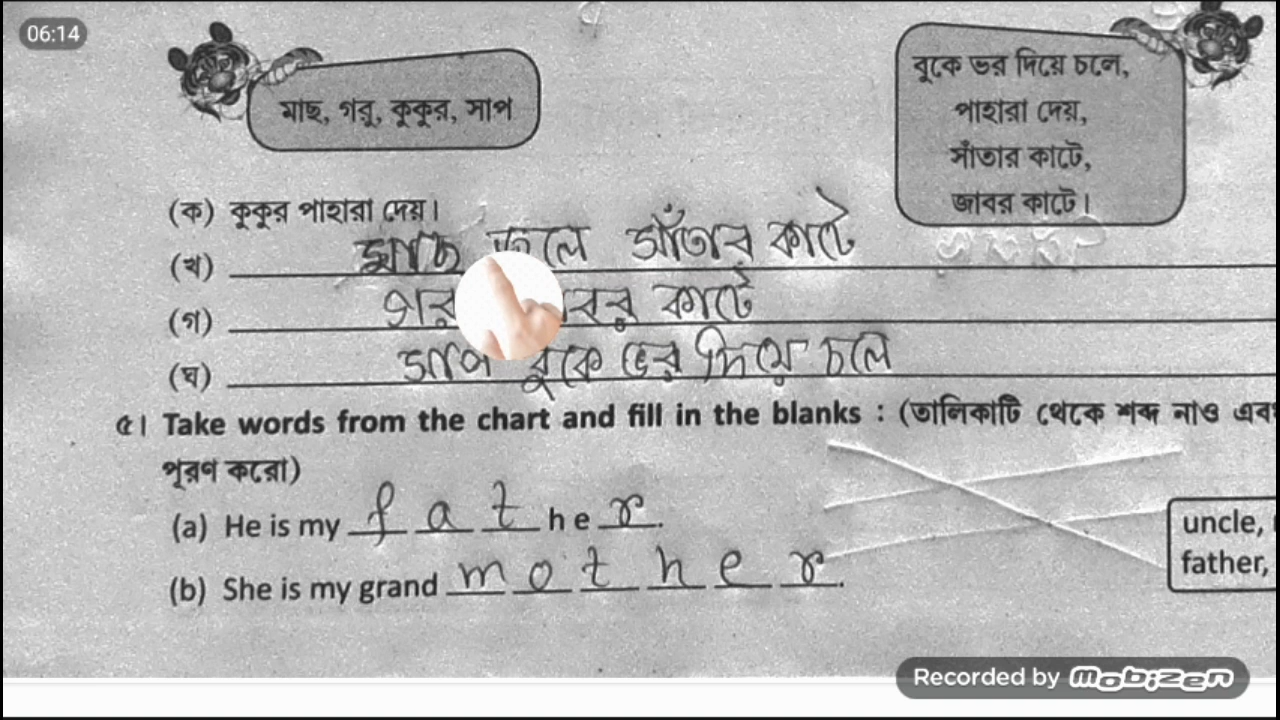 06:14
মাছ, গরু, কুকুর, সাপ
বুকে ভর দিয়ে চলে,
পাহারা দেয়,
সাঁতার কাটে,
জাবর কাটে।
(ক) কুকুর পাহারা দেয়।
(খ) মাছ জলে সাঁতার কাটে
(গ) কাটে
(ঘ) সাপ বুকে ভর দিয়ে চলে
৫। Take words from the chart and fill in the blanks : (তালিকাটি থেকে শব্দ নাও
পূরণ করো)
(a) He is my f a t h e r.
(b) She is my grand m o t h e r.
uncle,
father,
Recorded by Mobizen